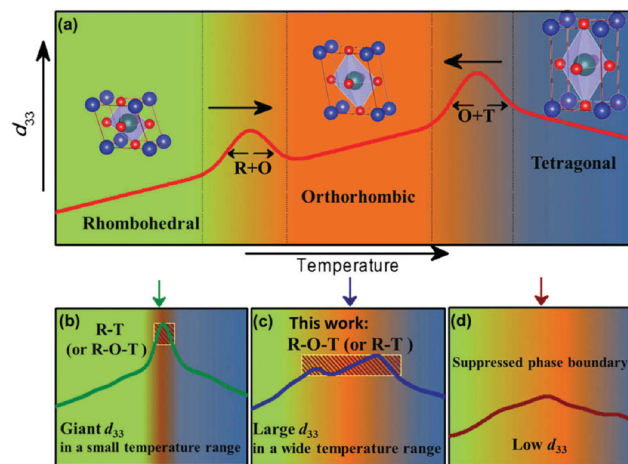 (a)
d33
R+O
O+T
Rhombohedral
Orthorhombic
Tetragonal
Temperature
(b)
R-T
(or R-O-T)
Giant d33
in a small temperature range
(c)
This work:
R-O-T (or R-T)
Large d33
in a wide temperature range
(d)
Suppressed phase boundary
Low d33